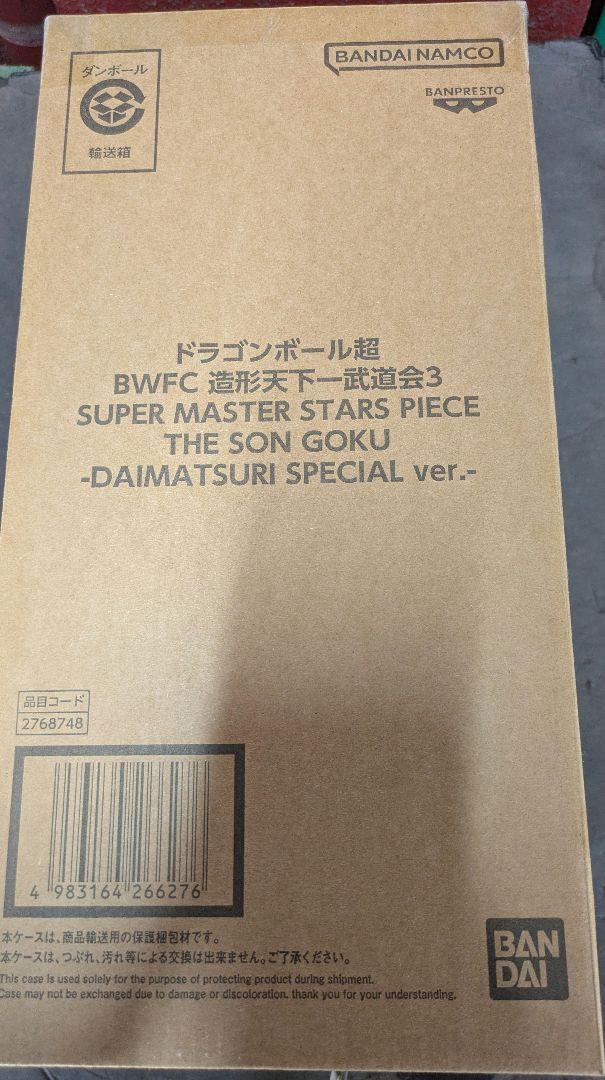 ダンボール
輸送箱
BANDAI NAMCO
BANPRESTO
ドラゴンボール超
BWFC 造形天下一武道会3
SUPER MASTER STARS PIECE
THE SON GOKU
-DAIMATSURI SPECIAL ver.-
品目コード
2768748
4 983164 266276
本ケースは、商品輸送用の保護梱包材です。
本ケースは、つぶれ、汚れ等による交換は出来ません。ご了承ください。
This case is used solely for the purpose of protecting product during shipment.
Case may not be exchanged due to damage or discoloration. thank you for your understanding.
BAN
DAI